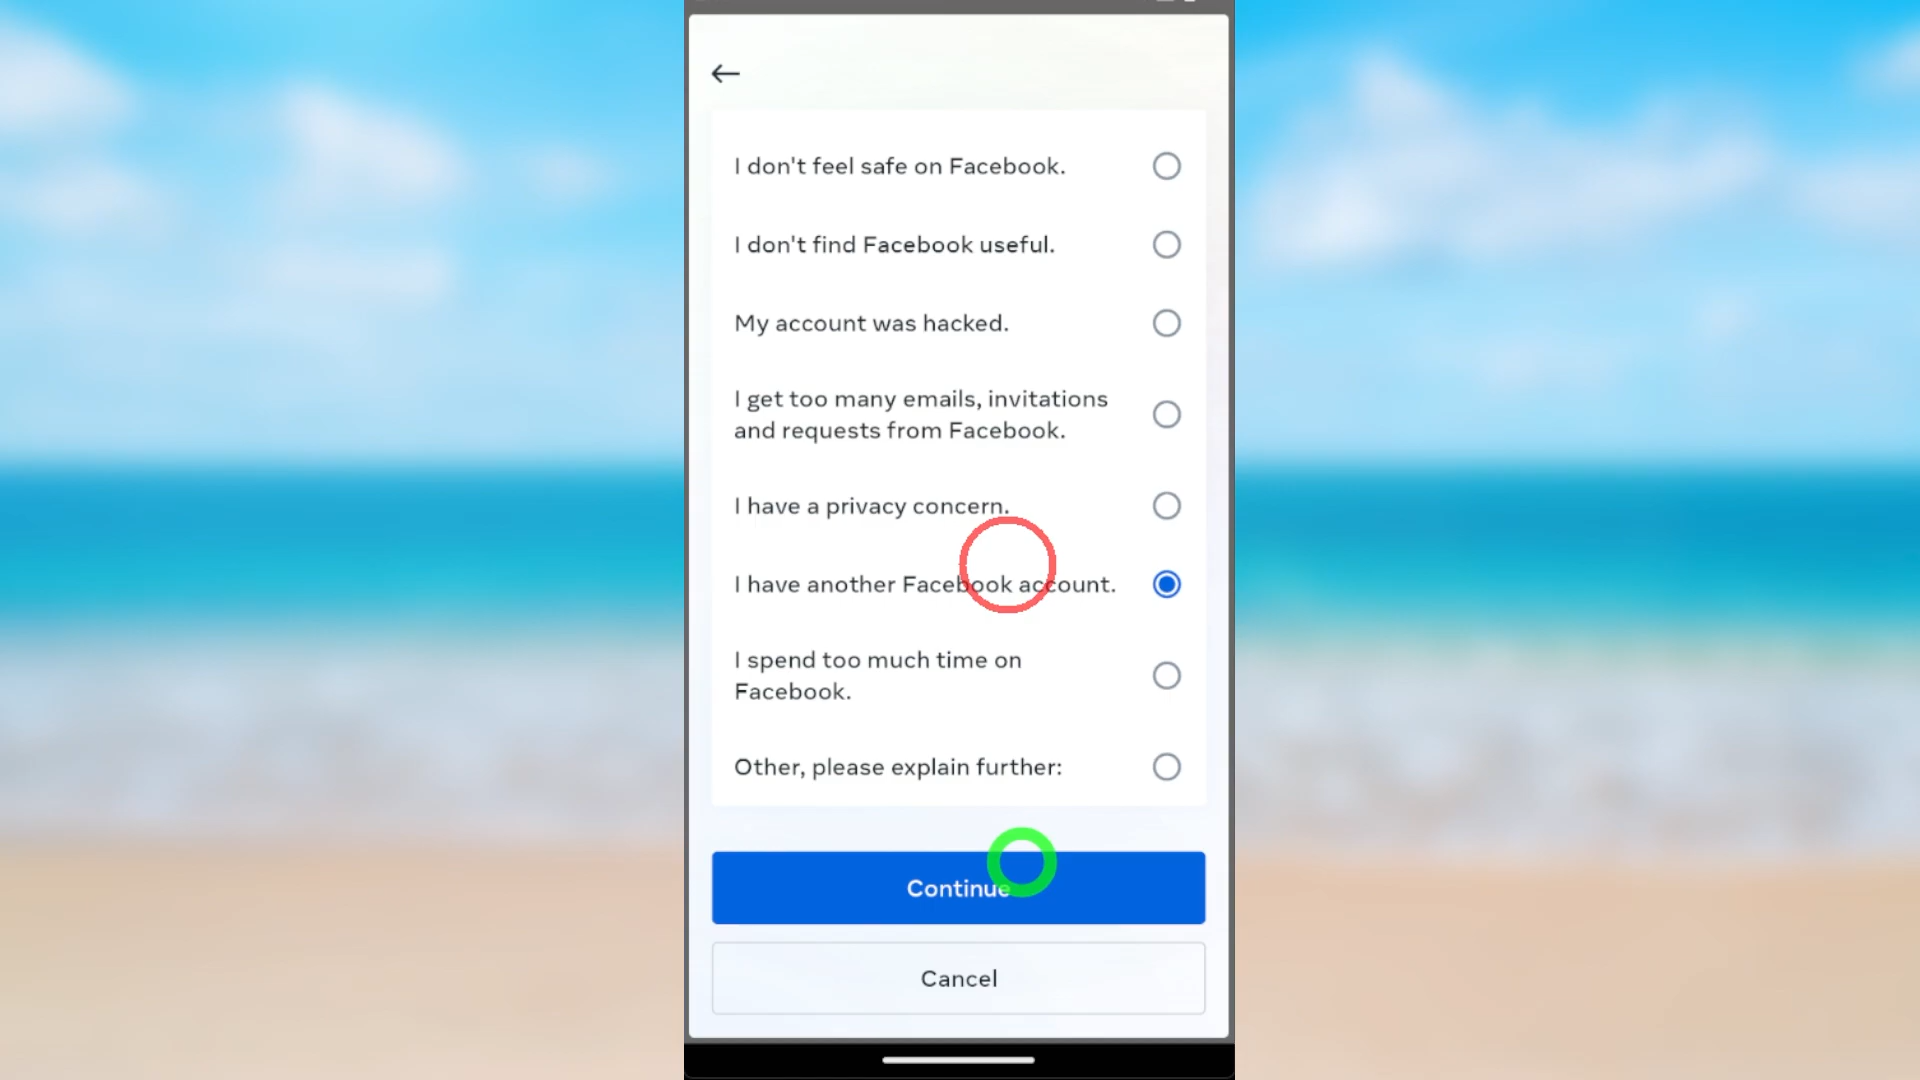 I don't feel safe on Facebook.
I don't find Facebook useful.
My account was hacked.
I get too many emails, invitations
and requests from Facebook.
I have a privacy concern.
I have another Facebook account.
I spend too much time on
Facebook.
Other, please explain further:
Continue
Cancel